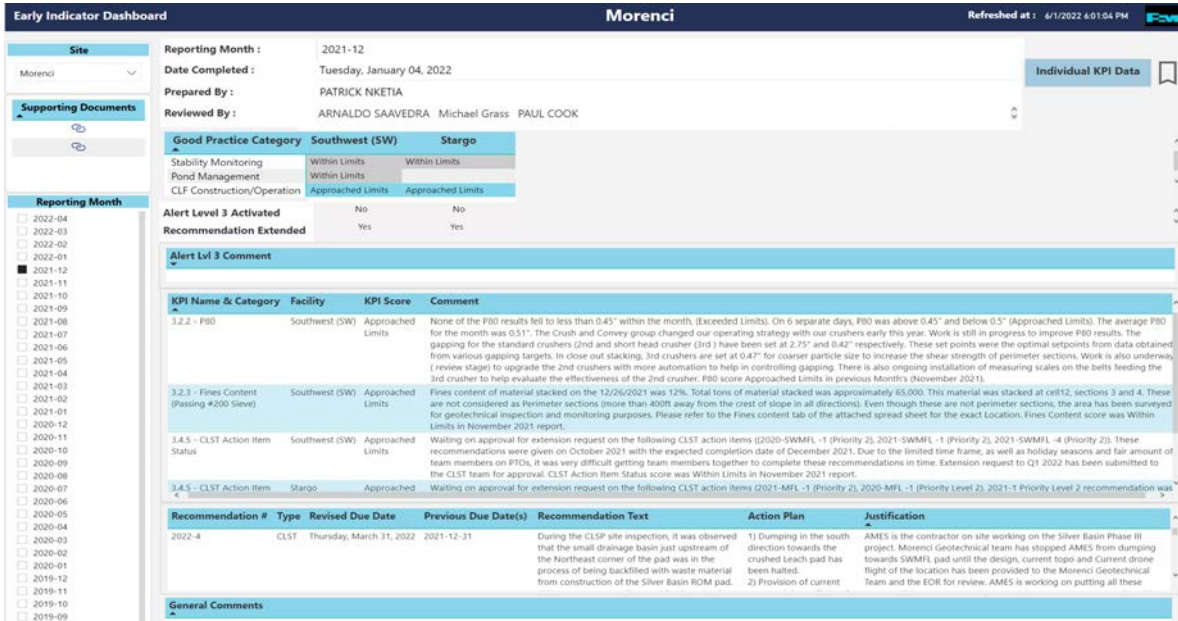 Early Indicator Dashboard
Morenci
Refreshed at : 6/1/2022 6:01:04 PM
Site
Morenci
Supporting Documents
Reporting Month
2022-04
2022-03
2022-02
2022-01
2021-12
2021-11
2021-10
2021-09
2021-08
2021-07
2021-06
2021-05
2021-04
2021-03
2021-02
2021-01
2020-12
2020-11
2020-10
2020-09
2020-08
2020-07
2020-06
2020-05
2020-04
2020-03
2020-02
2020-01
2019-12
2019-11
2019-10
2019-09
Reporting Month : 2021-12
Date Completed : Tuesday, January 04, 2022
Prepared By : PATRICK NKETIA
Reviewed By : ARNALDO SAAVEDRA Michael Grass PAUL COOK
Individual KPI Data
Good Practice Category Southwest (SW) Stargo
Stability Monitoring Within Limits Within Limits
Pond Management Within Limits
CLF Construction/Operation Approached Limits Approached Limits
Alert Level 3 Activated No No
Recommendation Extended Yes Yes
Alert Lvl 3 Comment
KPI Name & Category Facility KPI Score Comment
3.2.2 - P80 Southwest (SW) Approached Limits
None of the P80 results fell to less than 0.45" within the month, (Exceeded Limits). On 6 separate days, P80 was above 0.45" and below 0.5" (Approached Limits). The average P80
for the month was 0.51". The Crush and Convey group changed our operating strategy with our crushers early this year. Work is still in progress to improve P80 results. The
gapping for the standard crushers (2nd and short head crusher (3rd ) have been set at 2.75" and 0.42" respectively. These set points were the optimal setpoints from data obtained
from various gapping targets. In close out stacking, 3rd crushers are set at 0.47" for coarser particle size to increase the shear strength of perimeter sections. Work is also underway
( review stage) to upgrade the 2nd crushers with more automation to help in controlling gapping. There is also ongoing installation of measuring scales on the belts feeding the
3rd crusher to help evaluate the effectiveness of the 2nd crusher. P80 score Approached Limits in previous Month's (November 2021).
3.2.3 - Fines Content (Passing #200 Sieve) Southwest (SW) Approached Limits
Fines content of material stacked on the 12/26/2021 was 12%. Total tons of material stacked was approximately 65,000. This material was stacked at cell12, sections 3 and 4. These
are not considered as Perimeter sections (more than 400ft away from the crest of slope in all directions). Even though these are not perimeter sections, the area has been surveyed
for geotechnical inspection and monitoring purposes. Please refer to the Fines content tab of the attached spread sheet for the exact Location. Fines Content score was Within
Limits in November 2021 report.
3.4.5 - CLST Action Item Status Southwest (SW) Approached Limits
Waiting on approval for extension request on the following CLST action items ((2020-SWMFL -1 (Priority 2), 2021-SWMFL -1 (Priority 2), 2021-SWMFL -4 (Priority 2)). These
recommendations were given on October 2021 with the expected completion date of December 2021. Due to the limited time frame, as well as holiday seasons and fair amount of
team members on PTOs, it was very difficult getting team members together to complete these recommendations in time. Extension request to Q1 2022 has been submitted to
the CLST team for approval. CLST Action Item Status score was Within Limits in November 2021 report.
3.4.5 - CLST Action Item Stargo Approached Waiting on approval for extension request on the following CLST action items (2021-MFL -1 (Priority 2), 2020-MFL -1 (Priority Level 2), 2021-1 Priority Level 2 recommendation was
Recommendation # Type Revised Due Date Previous Due Date(s) Recommendation Text Action Plan Justification
2022-4 CLST Thursday, March 31, 2022 2021-12-31
During the CLSP site inspection, it was observed
that the small drainage basin just upstream of
the Northeast corner of the pad was in the
process of being backfilled with waste material
from construction of the Silver Basin ROM pad.
1) Dumping in the south
direction towards the
crushed Leach pad has
been halted.
2) Provision of current
AMES is the contractor on site working on the Silver Basin Phase III
project. Morenci Geotechnical team has stopped AMES from dumping
towards SWMFL pad until the design, current topo and Current drone
flight of the location has been provided to the Morenci Geotechnical
Team and the EOR for review. AMES is working on putting all these
General Comments